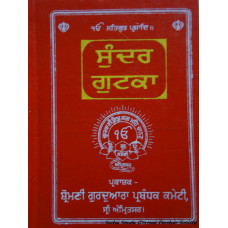 ੴ ਸਤਿਗੁਰ ਪ੍ਰਸਾਦਿ॥
ਸੁੰਦਰ
ਗੁਟਕਾ
ੴ
ਪ੍ਰਕਾਸ਼ਕ -
ਸ਼੍ਰੋਮਣੀ ਗੁਰਦੁਆਰਾ ਪ੍ਰਬੰਧਕ ਕਮੇਟੀ,
ਸ੍ਰੀ ਅੰਮ੍ਰਿਤਸਰ।